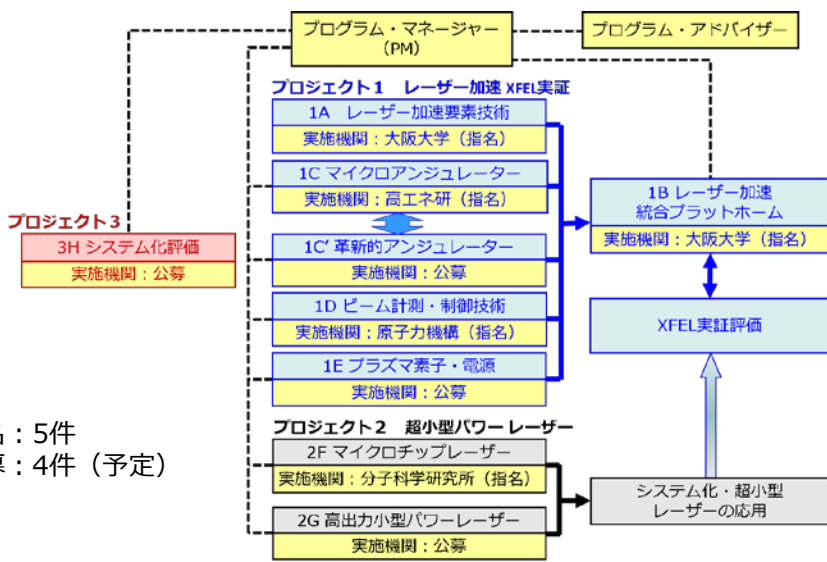 プログラム・マネージャー
(PM)
プログラム・アドバイザー
プロジェクト1　レーザー加速 XFEL実証
1A　レーザー加速要素技術
実施機関：大阪大学（指名）
1C マイクロアンジュレーター
実施機関：高エネ研（指名）
1C’ 革新的アンジュレーター
実施機関：公募
1D ビーム計測・制御技術
実施機関：原子力機構（指名）
1E プラズマ素子・電源
実施機関：公募
1B レーザー加速
統合プラットホーム
実施機関：大阪大学（指名）
XFEL実証評価
プロジェクト3
3H システム化評価
実施機関：公募
プロジェクト2　超小型パワーレーザー
2F マイクロチップレーザー
実施機関：分子科学研究所（指名）
2G 高出力小型パワーレーザー
実施機関：公募
システム化・超小型
レーザーの応用
：5件
：4件（予定）